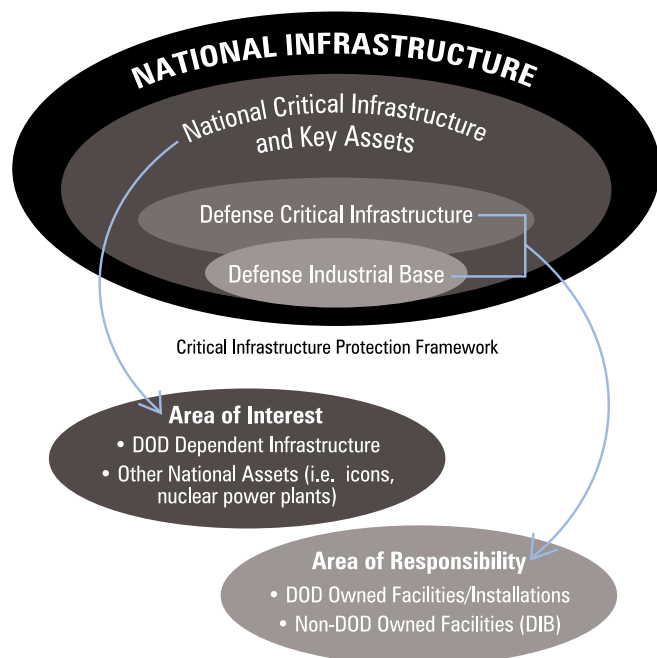 NATIONAL INFRASTRUCTURE
National Critical Infrastructure
and Key Assets
Defense Critical Infrastructure
Defense Industrial Base
Critical Infrastructure Protection Framework
Area of Interest
• DOD Dependent Infrastructure
• Other National Assets (i.e. icons,
nuclear power plants)
Area of Responsibility
• DOD Owned Facilities/Installations
• Non-DOD Owned Facilities (DIB)